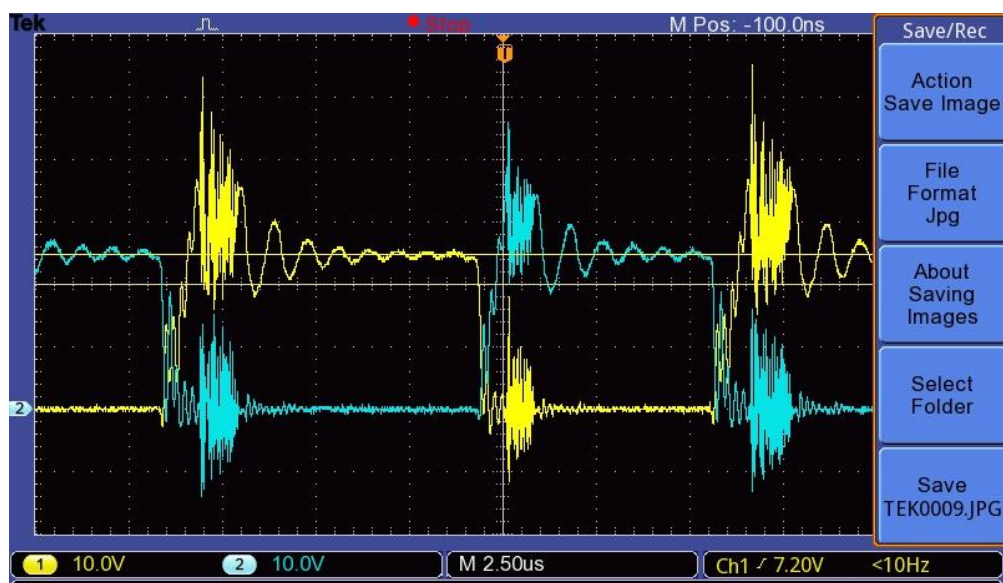 Tek
Stop
M Pos: -100.0ns
Save/Rec
T
Action
Save Image
File
Format
Jpg
About
Saving
Images
Select
Folder
Save
TEK0009.JPG
2
1 10.0V
2 10.0V
M 2.50us
Ch1 7.20V
<10Hz